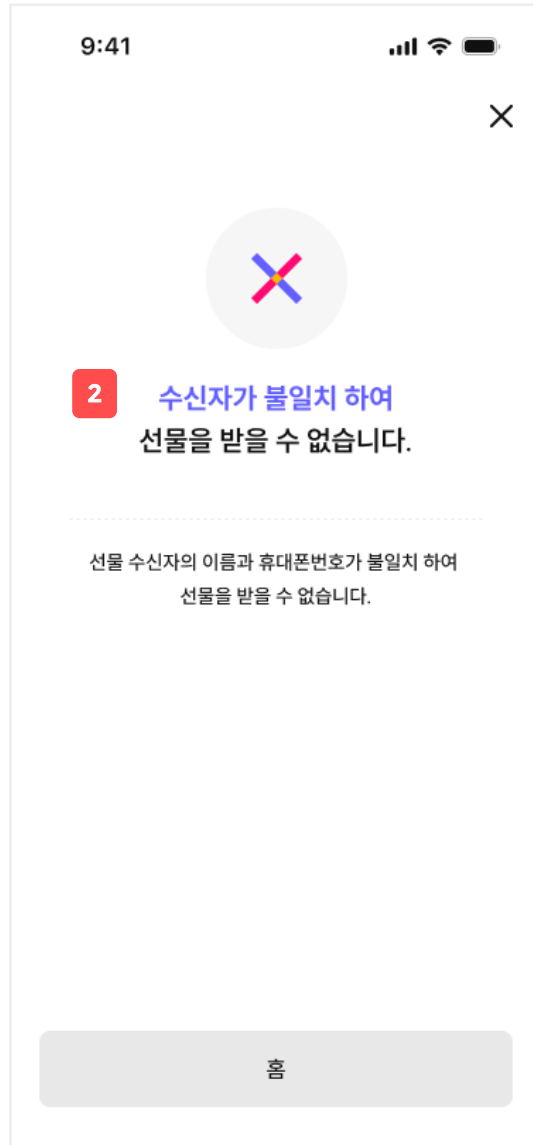 9:41
2
수신자가 불일치 하여
선물을 받을 수 없습니다.
선물 수신자의 이름과 휴대폰번호가 불일치 하여
선물을 받을 수 없습니다.
홈